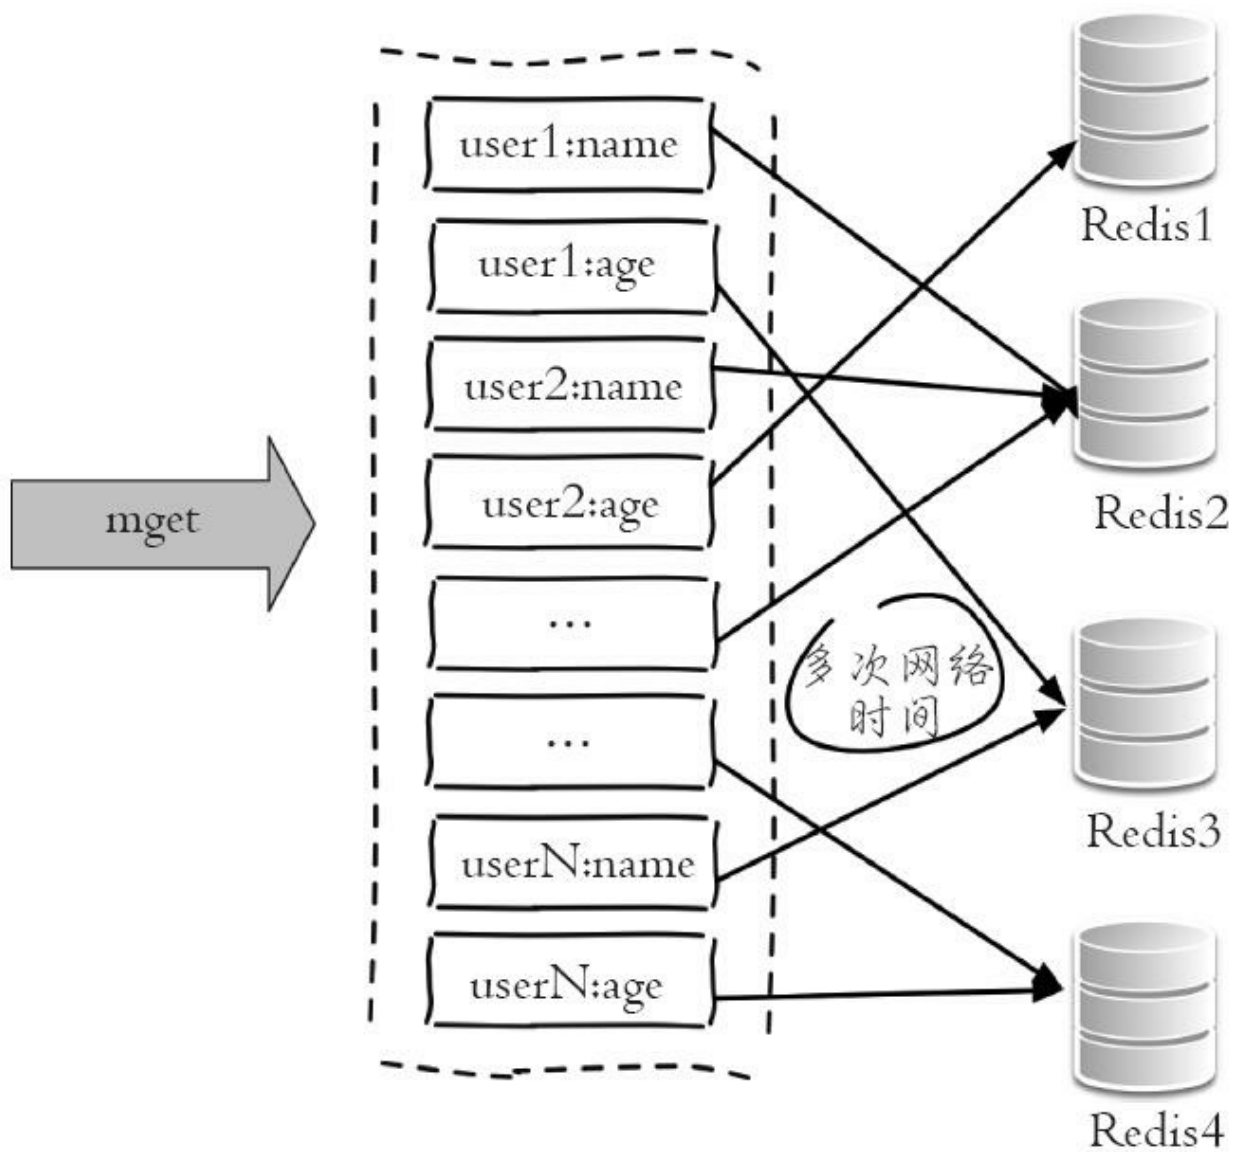 mget
user1:name
user1:age
user2:name
user2:age
...
...
userN:name
userN:age
多次网络
时间
Redis1
Redis2
Redis3
Redis4